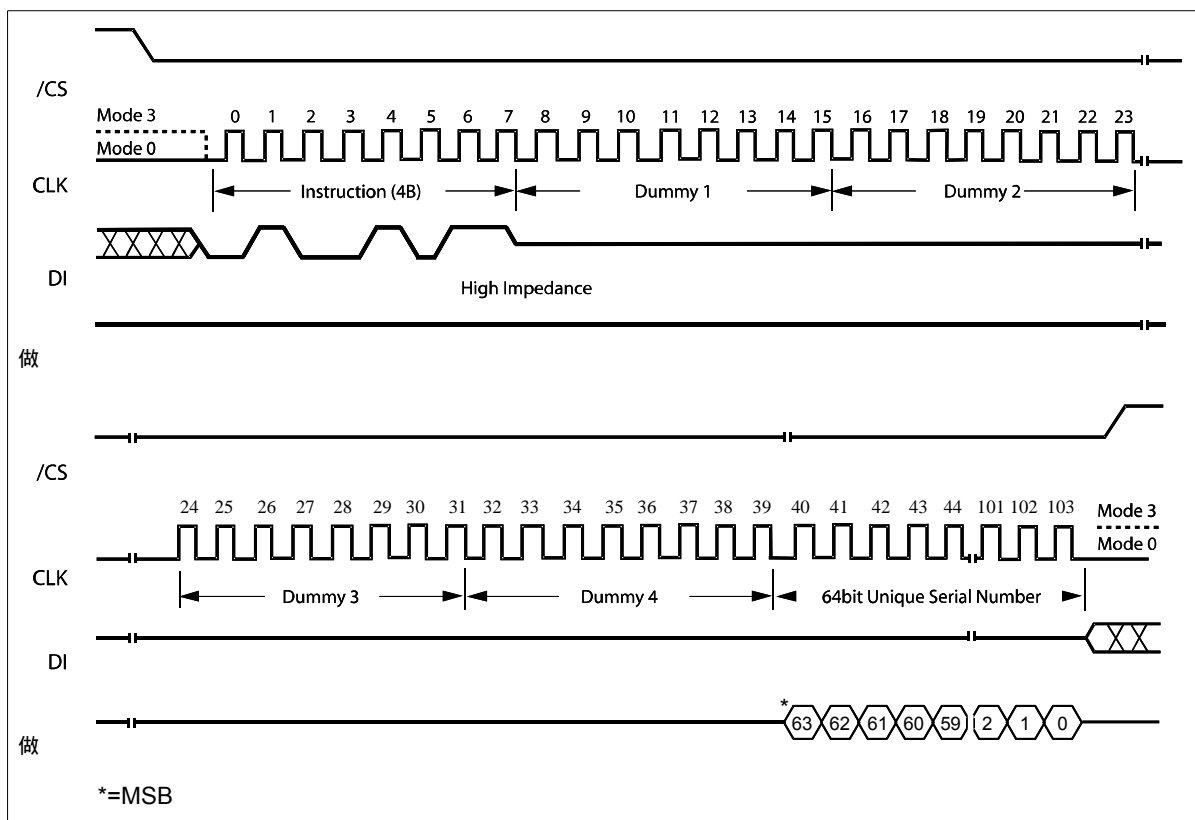 /CS
Mode 3
0 1 2 3 4 5 6 7 8 9 10 11 12 13 14 15 16 17 18 19 20 21 22 23
Mode 0
CLK
Instruction (4B) Dummy 1 Dummy 2
DI
High Impedance
做
/CS
24 25 26 27 28 29 30 31 32 33 34 35 36 37 38 39 40 41 42 43 44 101 102 103
Mode 3
Mode 0
CLK
Dummy 3 Dummy 4 64bit Unique Serial Number
DI
*
63 62 61 60 59 2 1 0
做
*=MSB